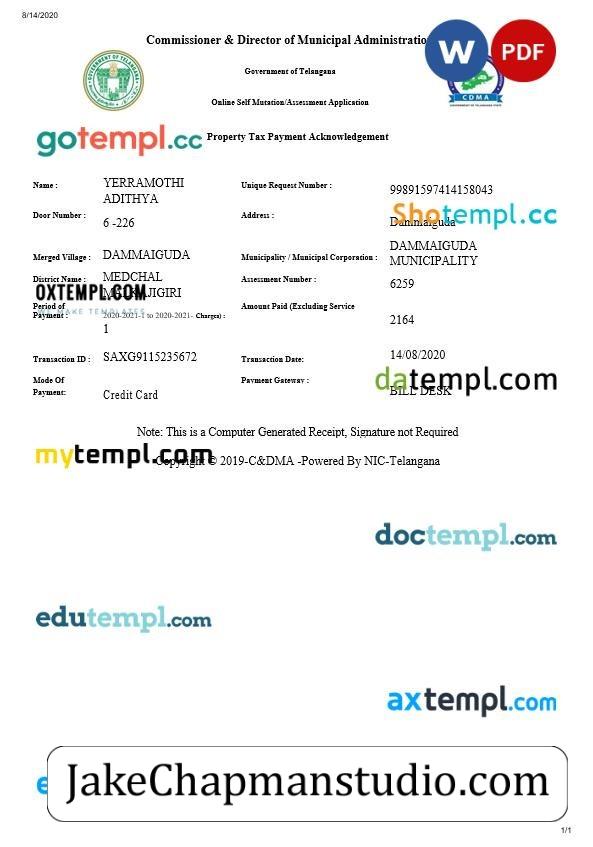 8/14/2020
Commissioner & Director of Municipal Administratio
W PDF
Government of Telangana
CDMA
Online Self Mutation/Assessment Application
gotempl.cc Property Tax Payment Acknowledgement
Name : YERRAMOTHI ADITHYA Unique Request Number : 99891597414158043
Door Number : 6 -226 Address : Dammaiguda
Shotempl.cc
Merged Village : DAMMAIGUDA Municipality / Municipal Corporation : DAMMAIGUDA MUNICIPALITY
District Name : MEDCHAL MALKAJIGIRI Assessment Number : 6259
OXTEMPL.COM
WE MAKE TEMPLATES
Period of Payment : 2020-2021-1 to 2020-2021- 1 Amount Paid (Excluding Service Charges) : 2164
Transaction ID : SAXG9115235672 Transaction Date: 14/08/2020
Mode Of Payment: Credit Card Payment Gateway : BILL DESK
datempl.com
Note: This is a Computer Generated Receipt, Signature not Required
mytempl.com
Copyright © 2019-C&DMA -Powered By NIC-Telangana
doctempl.com
edutempl.com
axtempl.com
JakeChapmanstudio.com
1/1